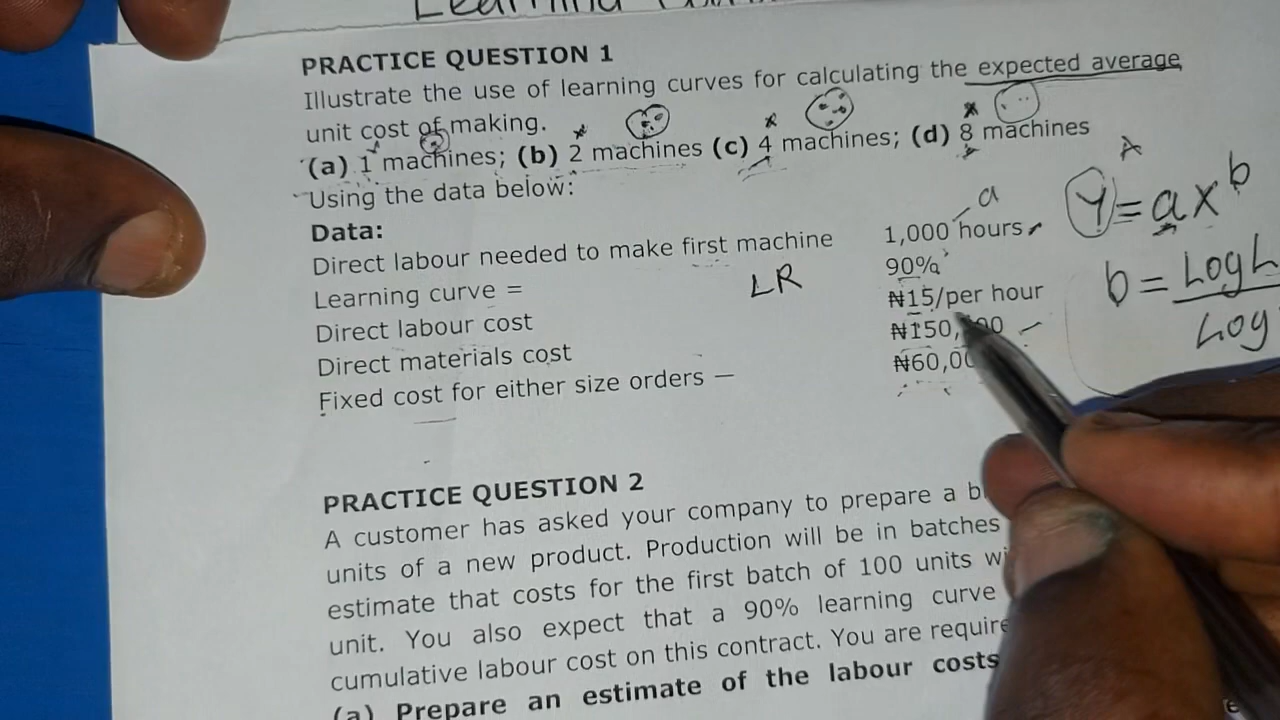 PRACTICE QUESTION 1
Illustrate the use of learning curves for calculating the expected average
unit cost of making.
(a) 1 machines; (b) 2 machines (c) 4 machines; (d) 8 machines
Using the data below:
Data:
Direct labour needed to make first machine 1,000 hours
Learning curve = 90%
Direct labour cost ₦15/per hour
Direct materials cost ₦150,
Fixed cost for either size orders ₦60,
a
LR
Y = ax^b
b = Log
Log
PRACTICE QUESTION 2
A customer has asked your company to prepare a
units of a new product. Production will be in batches
estimate that costs for the first batch of 100 units
unit. You also expect that a 90% learning curve
cumulative labour cost on this contract. You are
(a) Prepare an estimate of the labour costs